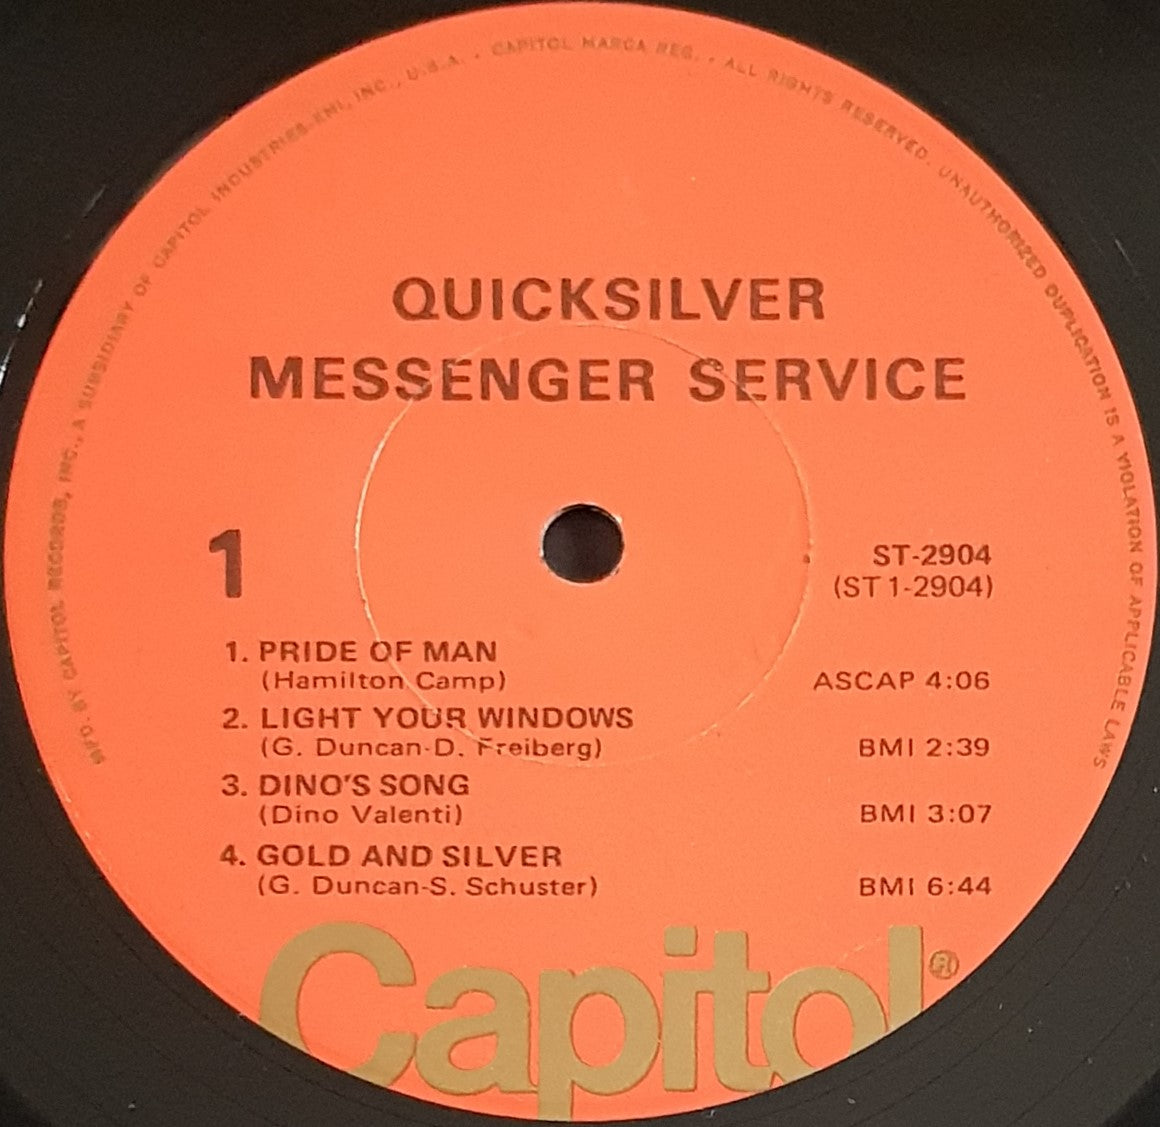 MFD. BY CAPITOL RECORDS, INC., A SUBSIDIARY OF CAPITOL INDUSTRIES-EMI, INC., U.S.A. • CAPITOL MARCA REG. • ALL RIGHTS RESERVED. UNAUTHORIZED DUPLICATION IS A VIOLATION OF APPLICABLE LAWS
QUICKSILVER
MESSENGER SERVICE
1
ST-2904
(ST 1-2904)
1. PRIDE OF MAN
(Hamilton Camp) ASCAP 4:06
2. LIGHT YOUR WINDOWS
(G. Duncan-D. Freiberg) BMI 2:39
3. DINO'S SONG
(Dino Valenti) BMI 3:07
4. GOLD AND SILVER
(G. Duncan-S. Schuster) BMI 6:44
Capitol®